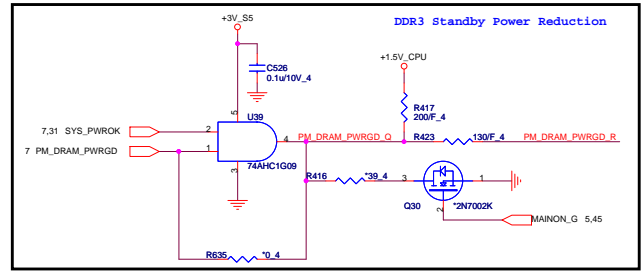 DDR3 Standby Power Reduction
+3V_S5
C526
0.1u/10V_4
+1.5V_CPU
R417
200/F_4
5
U39
7,31 SYS_PWROK
2
7 PM_DRAM_PWRGD
1
4
PM_DRAM_PWRGD_Q
R423
130/F_4
PM_DRAM_PWRGD_R
74AHC1G09
3
R416
*39_4
3
1
Q30
2
*2N7002K
MAINON_G 5,45
R635
*0_4